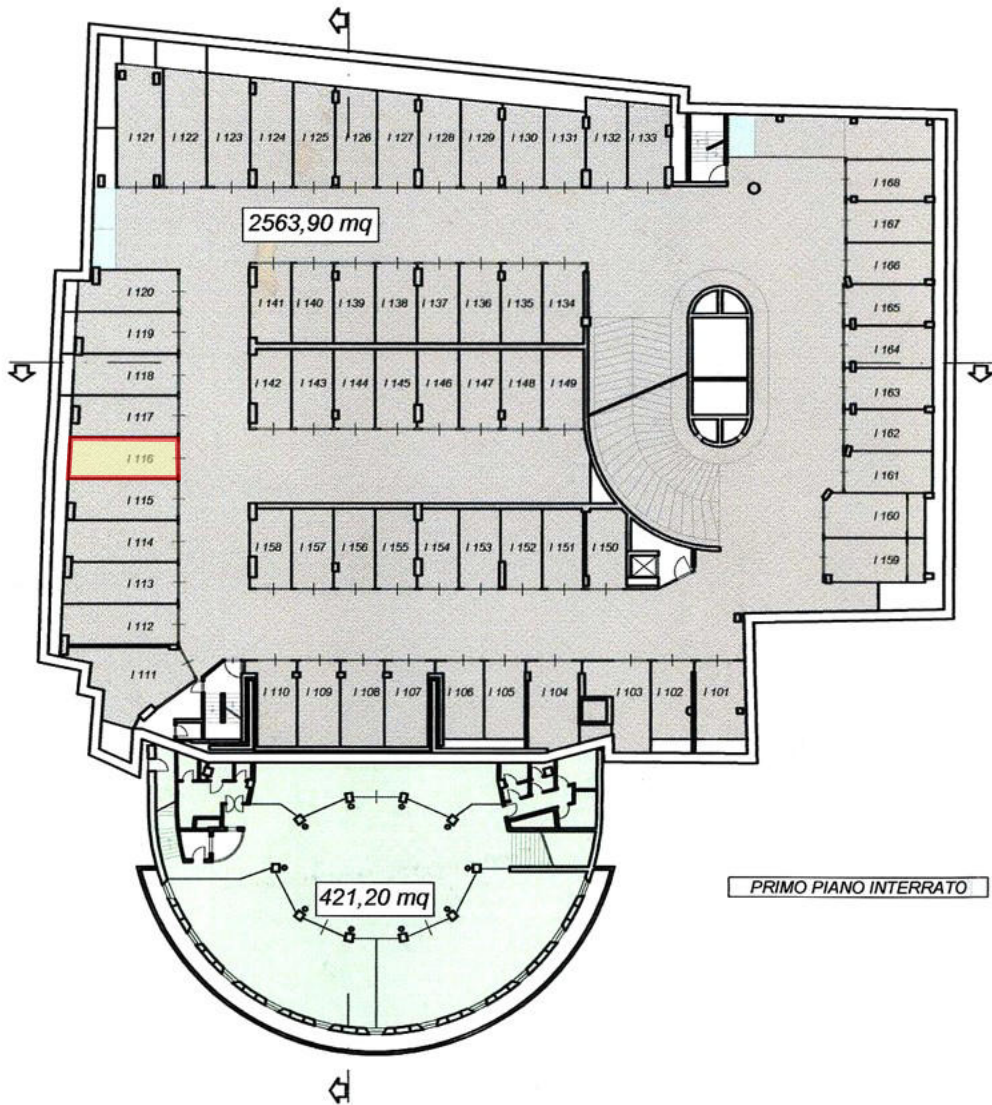 I 121 I 122 I 123 I 124 I 125 I 126 I 127 I 128 I 129 I 130 I 131 I 132 I 133
I 168
I 167
2563,90 mq
I 166
I 120
I 141 I 140 I 139 I 138 I 137 I 136 I 135 I 134
I 165
I 119
I 164
I 118
I 142 I 143 I 144 I 145 I 146 I 147 I 148 I 149
I 163
I 117
I 162
I 116
I 161
I 115
I 160
I 114
I 158 I 157 I 156 I 155 I 154 I 153 I 152 I 151 I 150
I 159
I 113
I 112
I 111
I 110 I 109 I 108 I 107 I 106 I 105 I 104 I 103 I 102 I 101
421,20 mq
PRIMO PIANO INTERRATO